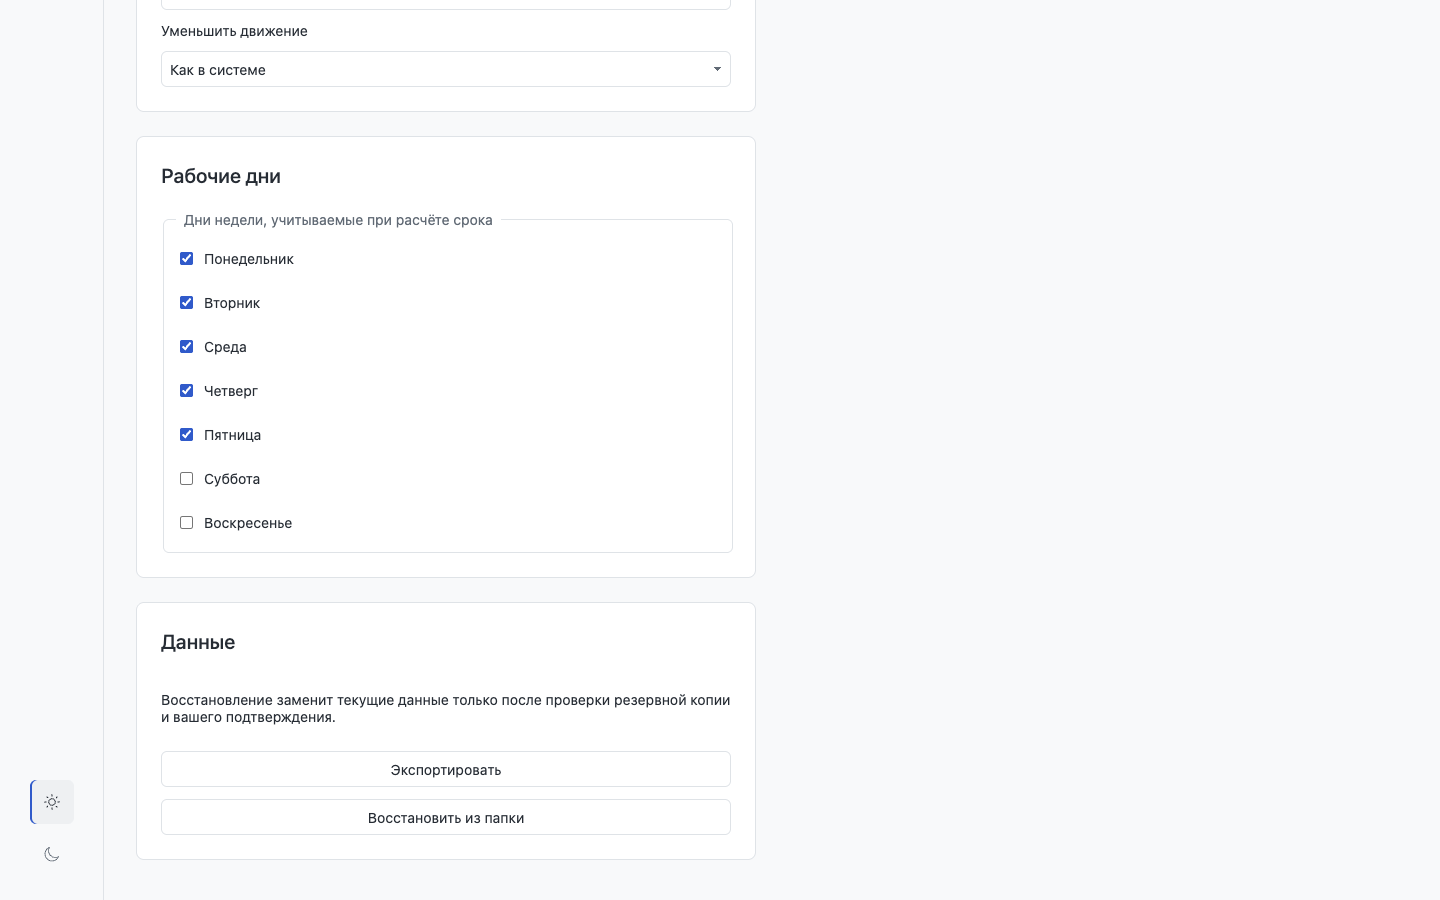 Уменьшить движение
Как в системе
Рабочие дни
Дни недели, учитываемые при расчёте срока
Понедельник
Вторник
Среда
Четверг
Пятница
Суббота
Воскресенье
Данные
Восстановление заменит текущие данные только после проверки резервной копии
и вашего подтверждения.
Экспортировать
Восстановить из папки